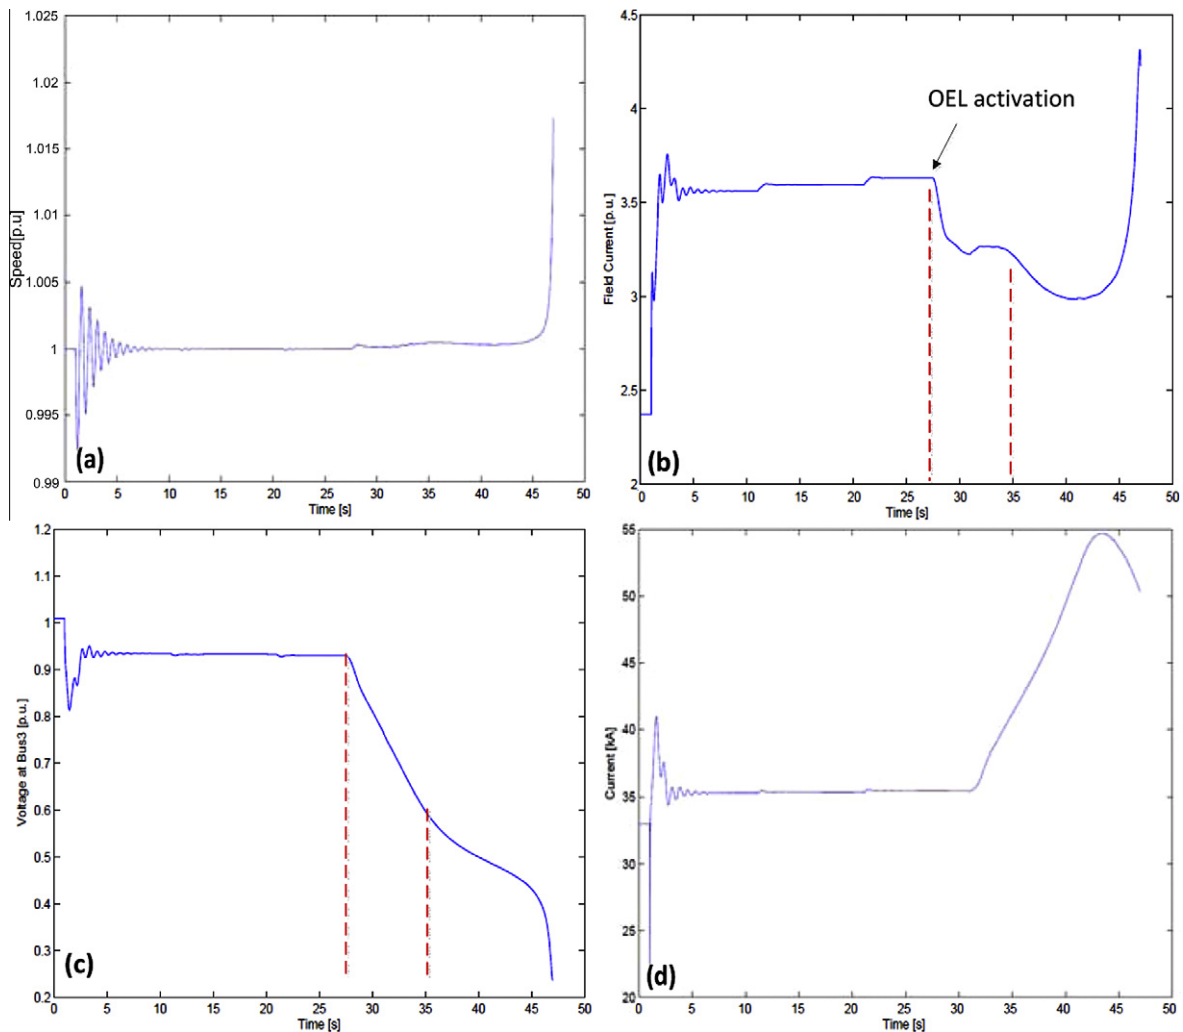 1.025
1.02
1.015
1.01
1.005
1
0.995
0.99
Speed[p.u]
(a)
0 5 10 15 20 25 30 35 40 45 50
Time [s]
4.5
4
3.5
3
2.5
2
Field Current [p.u.]
OEL activation
(b)
0 5 10 15 20 25 30 35 40 45 50
Time [s]
1.2
1.1
1
0.9
0.8
0.7
0.6
0.5
0.4
0.3
0.2
Voltage at Bus3 [p.u.]
(c)
0 5 10 15 20 25 30 35 40 45 50
Time [s]
55
50
45
40
35
30
25
20
Current [kA]
(d)
0 5 10 15 20 25 30 35 40 45 50
Time [s]